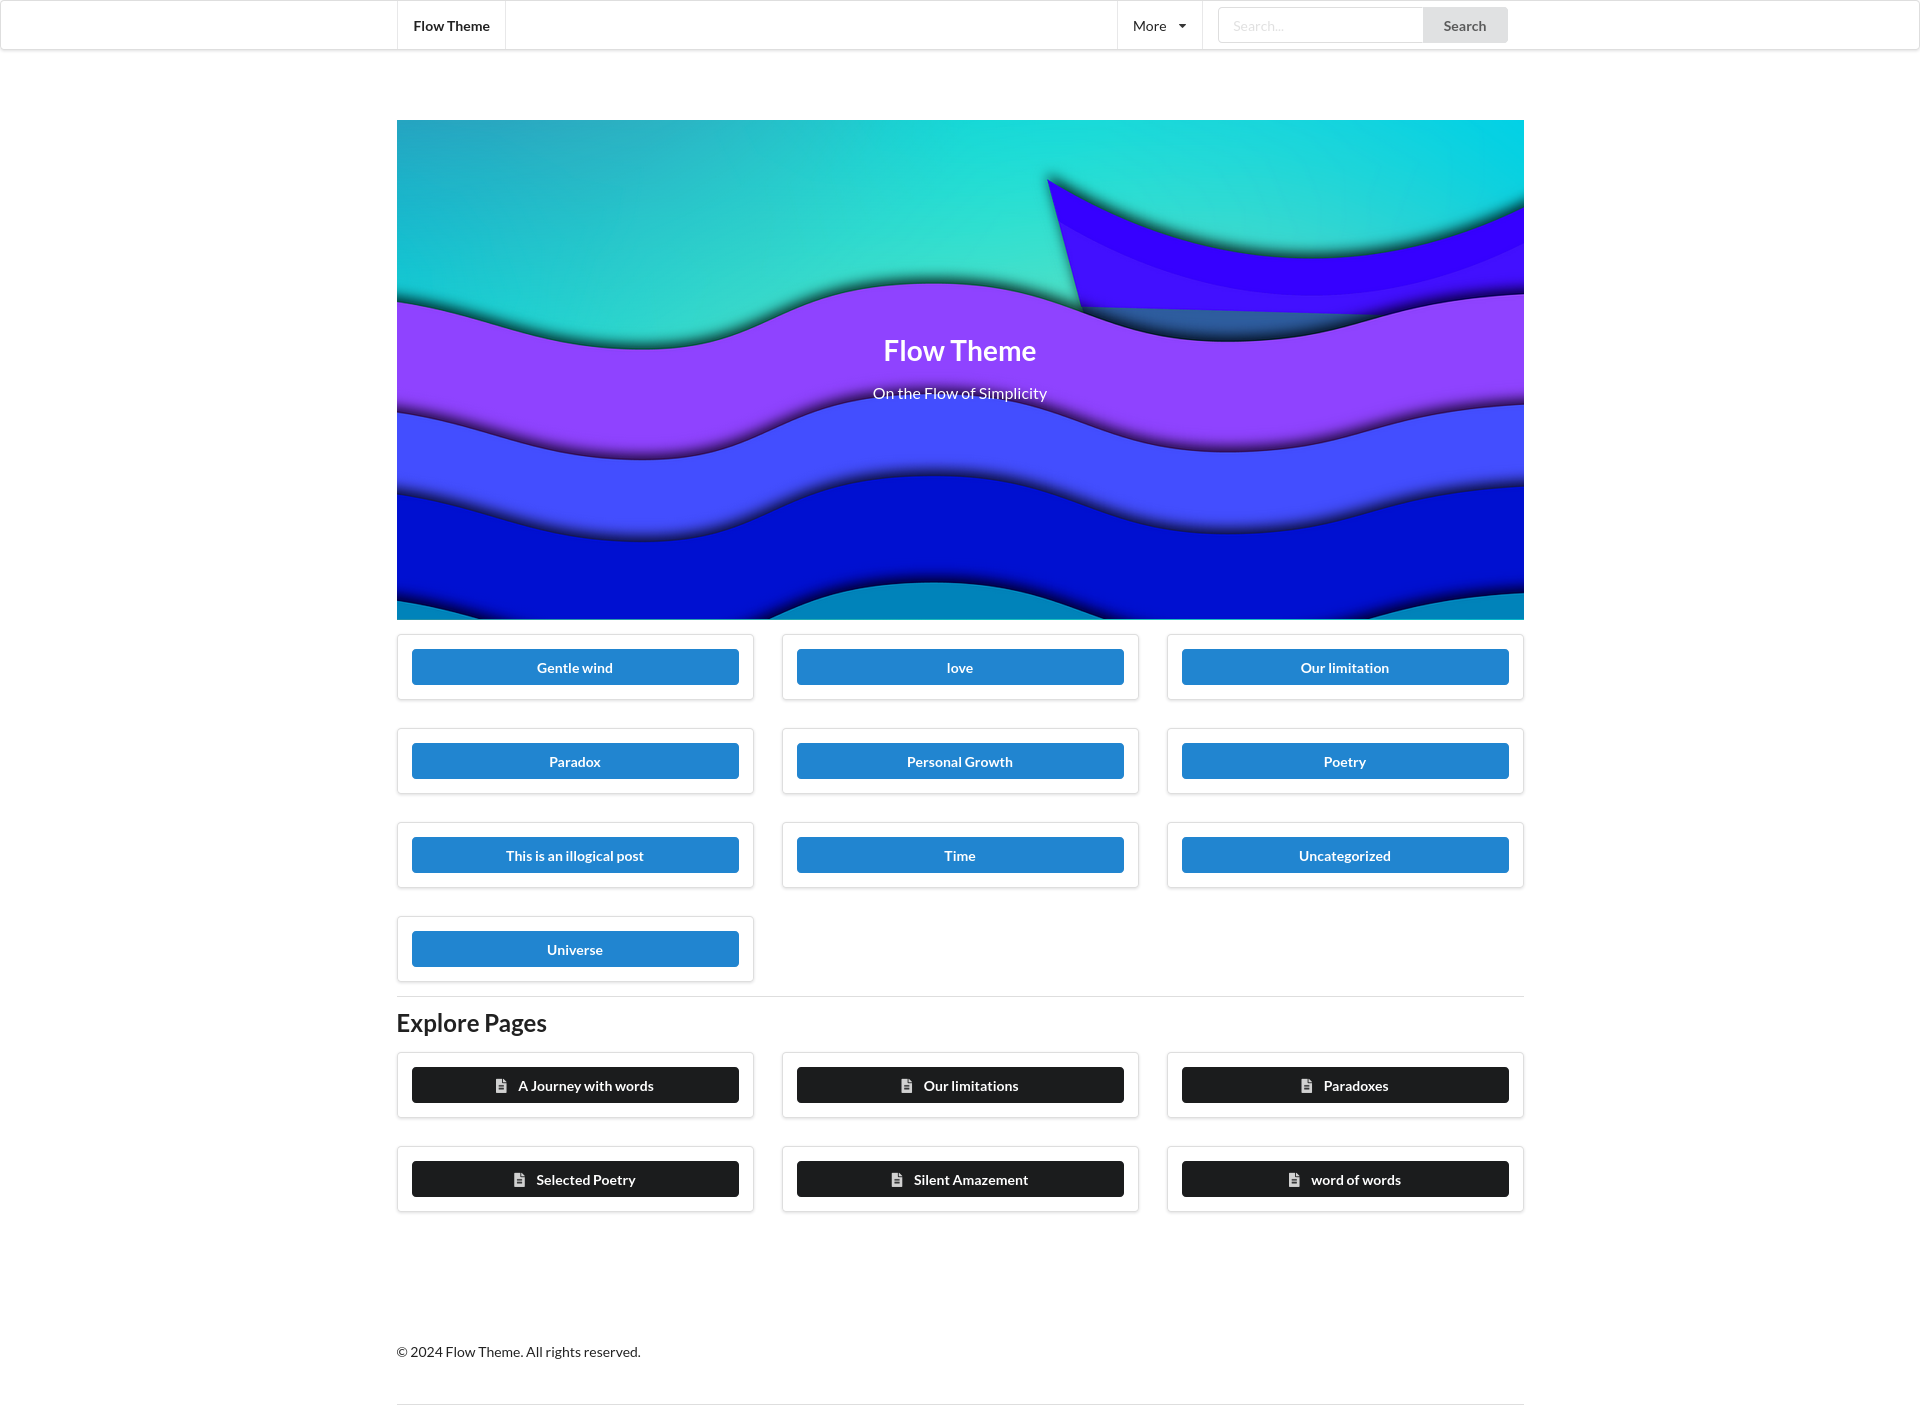 Flow Theme
More
Search...
Search
Flow Theme
On the Flow of Simplicity
Gentle wind
love
Our limitation
Paradox
Personal Growth
Poetry
This is an illogical post
Time
Uncategorized
Universe
Explore Pages
A Journey with words
Our limitations
Paradoxes
Selected Poetry
Silent Amazement
word of words
© 2024 Flow Theme. All rights reserved.